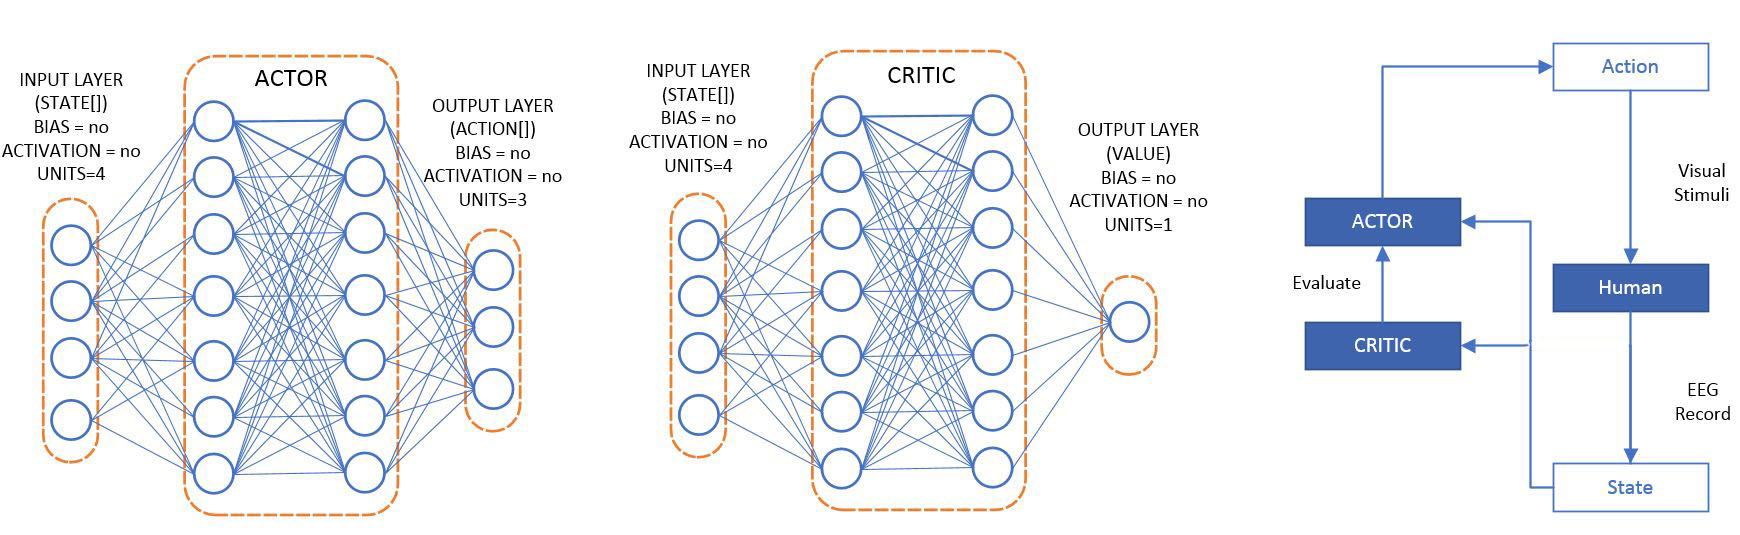 INPUT LAYER
(STATE[])
BIAS = no
ACTIVATION = no
UNITS=4
ACTOR
OUTPUT LAYER
(ACTION[])
BIAS = no
ACTIVATION = no
UNITS=3
INPUT LAYER
(STATE[])
BIAS = no
ACTIVATION = no
UNITS=4
CRITIC
OUTPUT LAYER
(VALUE)
BIAS = no
ACTIVATION = no
UNITS=1
Action
Visual
Stimuli
ACTOR
Human
Evaluate
CRITIC
EEG
Record
State